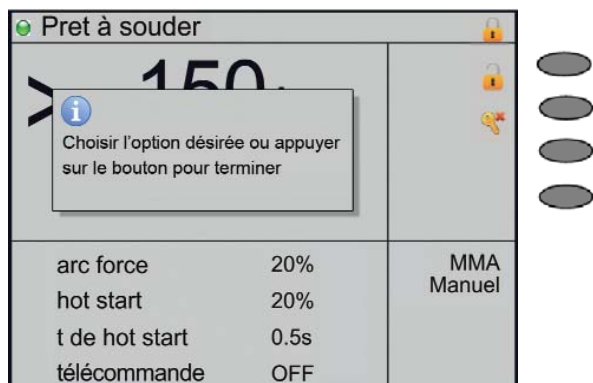 Pret à souder
> 150
Choisir l'option désirée ou appuyer
sur le bouton pour terminer
arc force 20%
hot start 20%
t de hot start 0.5s
télécommande OFF
MMA
Manuel